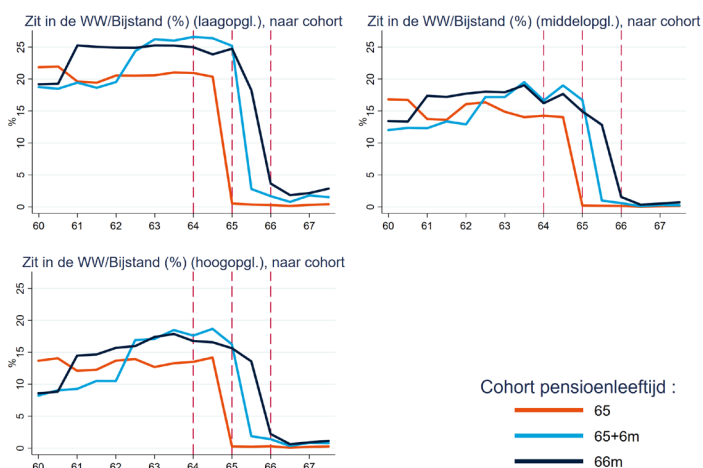 Zit in de WW/Bijstand (%) (laagopgl.), naar cohort
25
20
15
10
5
0
%
60 61 62 63 64 65 66 67
Zit in de WW/Bijstand (%) (middelopgl.), naar cohort
25
20
15
10
5
0
%
60 61 62 63 64 65 66 67
Zit in de WW/Bijstand (%) (hoogopgl.), naar cohort
25
20
15
10
5
0
%
60 61 62 63 64 65 66 67
Cohort pensioenleeftijd :
65
65+6m
66m